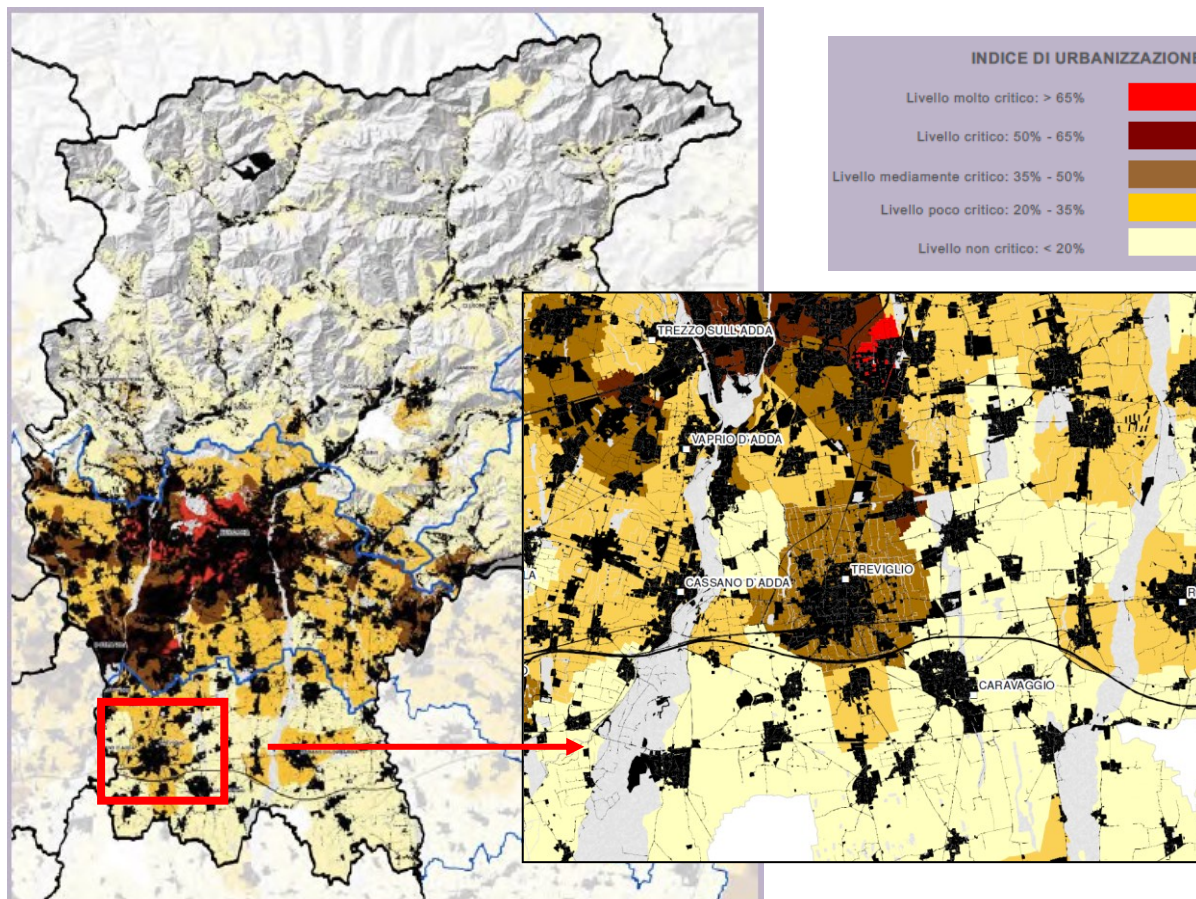 INDICE DI URBANIZZAZIONE
Livello molto critico: > 65%
Livello critico: 50% - 65%
Livello mediamente critico: 35% - 50%
Livello poco critico: 20% - 35%
Livello non critico: < 20%
TREZZO SULL'ADDA
VAPRIO D'ADDA
TREVIGLIO
CASSANO D'ADDA
CARAVAGGIO